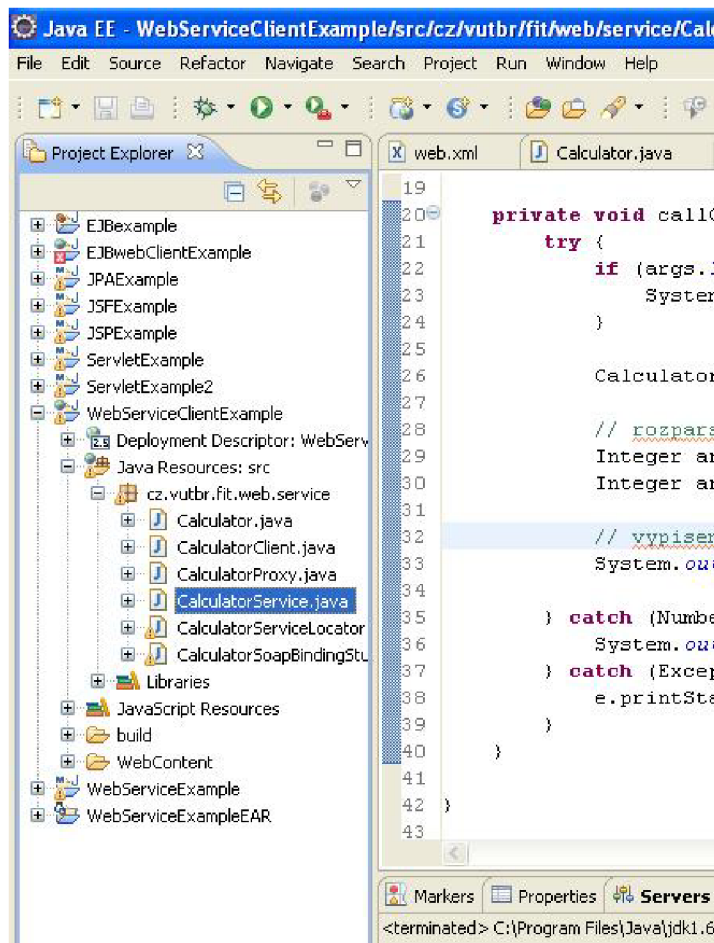 Java EE - WebServiceClientExample/src/cz/vutbr/fit/web/service/Cal
File Edit Source Refactor Navigate Search Project Run Window Help
Project Explorer
web.xml
Calculator.java
EJBexample
EJBwebClientExample
JPAExample
JSFExample
JSPExample
ServletExample
ServletExample2
WebServiceClientExample
Deployment Descriptor: WebServ
Java Resources: src
cz.vutbr.fit.web.service
Calculator.java
CalculatorClient.java
CalculatorProxy.java
CalculatorService.java
CalculatorServiceLocator
CalculatorSoapBindingStu
Libraries
JavaScript Resources
build
WebContent
WebServiceExample
WebServiceExampleEAR
19
20 private void call
21 try {
22 if (args.
23 System
24 }
25
26 Calculator
27
28 // rozpars
29 Integer ar
30 Integer ar
31
32 // vypiser
33 System.out
34
35 } catch (Numbe
36 System.out
37 } catch (Excep
38 e.printSta
39 }
40 }
41
42 }
43
Markers Properties Servers
<terminated> C:\Program Files\Java\jdk1.6